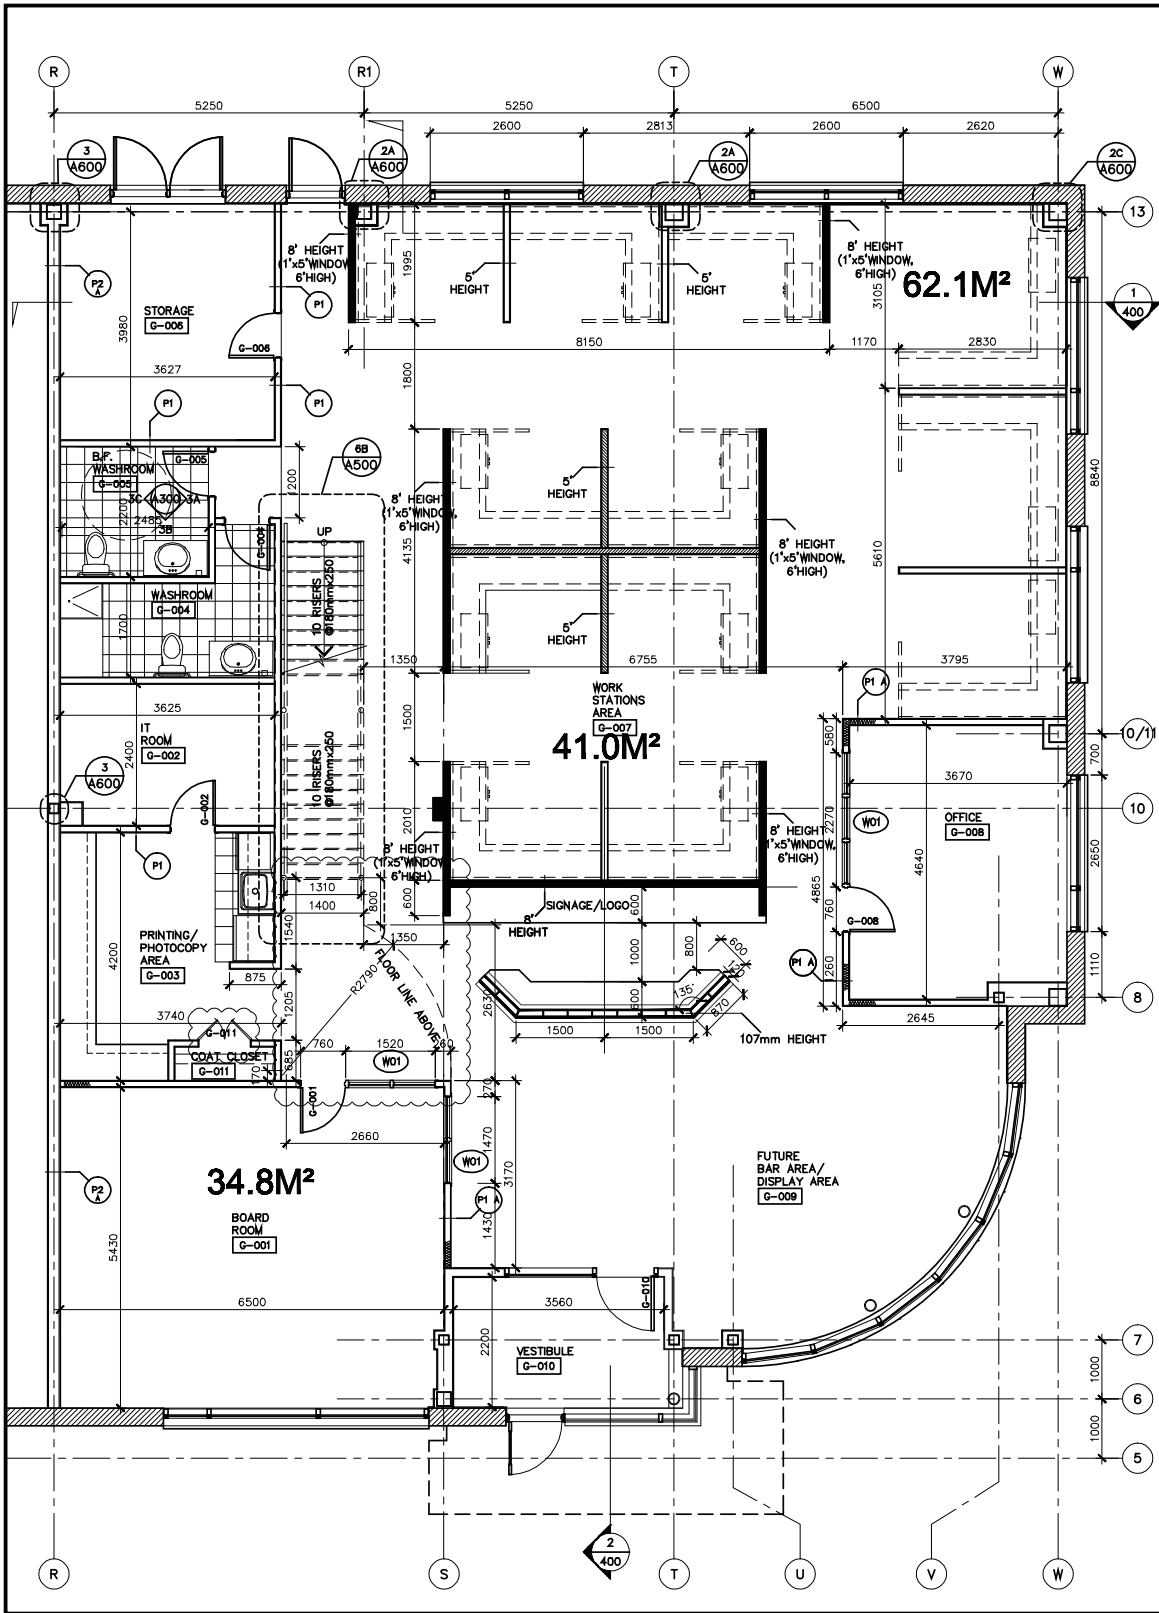 R
R1
T
W
5250
5250
6500
2600
2813
2600
2620
3
A600
2A
A600
2A
A600
2C
A600
13
8' HEIGHT
(1'x5'WINDOW,
6'HIGH)
1995
5'
HEIGHT
5'
HEIGHT
8' HEIGHT
(1'x5'WINDOW,
6'HIGH)
62.1M²
3105
P2
A
P1
STORAGE
G-006
3980
G-006
1
400
8150
1170
2830
3627
1800
P1
P1
B.F.
WASHROOM
G-005
G-005
6B
A500
1200
8840
3C
A300
3A
2200
2485
3B
8' HEIGHT
(1'x5'WINDOW,
6'HIGH)
5'
HEIGHT
UP
G-004
4135
8' HEIGHT
(1'x5'WINDOW,
6'HIGH)
5610
10 RISERS
@180mmx250
WASHROOM
G-004
1700
5'
HEIGHT
1350
6755
3795
P1 A
WORK
STATIONS
AREA
G-007
41.0M²
3625
1500
580
10/11
IT
ROOM
G-002
2400
10 RISERS
@180mmx250
700
3
A600
3670
G-002
2010
2270
W01
OFFICE
G-008
10
P1
8' HEIGHT
(1'x5'WINDOW,
6'HIGH)
8' HEIGHT
(1'x5'WINDOW,
6'HIGH)
4640
2650
4865
1310
800
600
SIGNAGE/LOGO
600
760
1400
8'
HEIGHT
G-008
PRINTING/
PHOTOCOPY
AREA
G-003
4200
1540
1350
1000
800
600
P1 A
260
1110
875
R2790
FLOOR LINE ABOVE
2630
600
135°
120
870
8
3740
1205
1500
1500
2645
G-011
107mm HEIGHT
COAT CLOSET
G-011
170
685
760
1520
260
W01
270
G-001
2660
1470
3170
W01
34.8M²
P2
A
P1 A
1430
FUTURE
BAR AREA/
DISPLAY AREA
G-009
BOARD
ROOM
G-001
5430
6500
3560
G-010
2200
VESTIBULE
G-010
7
1000
6
1000
5
2
400
R
S
T
U
V
W